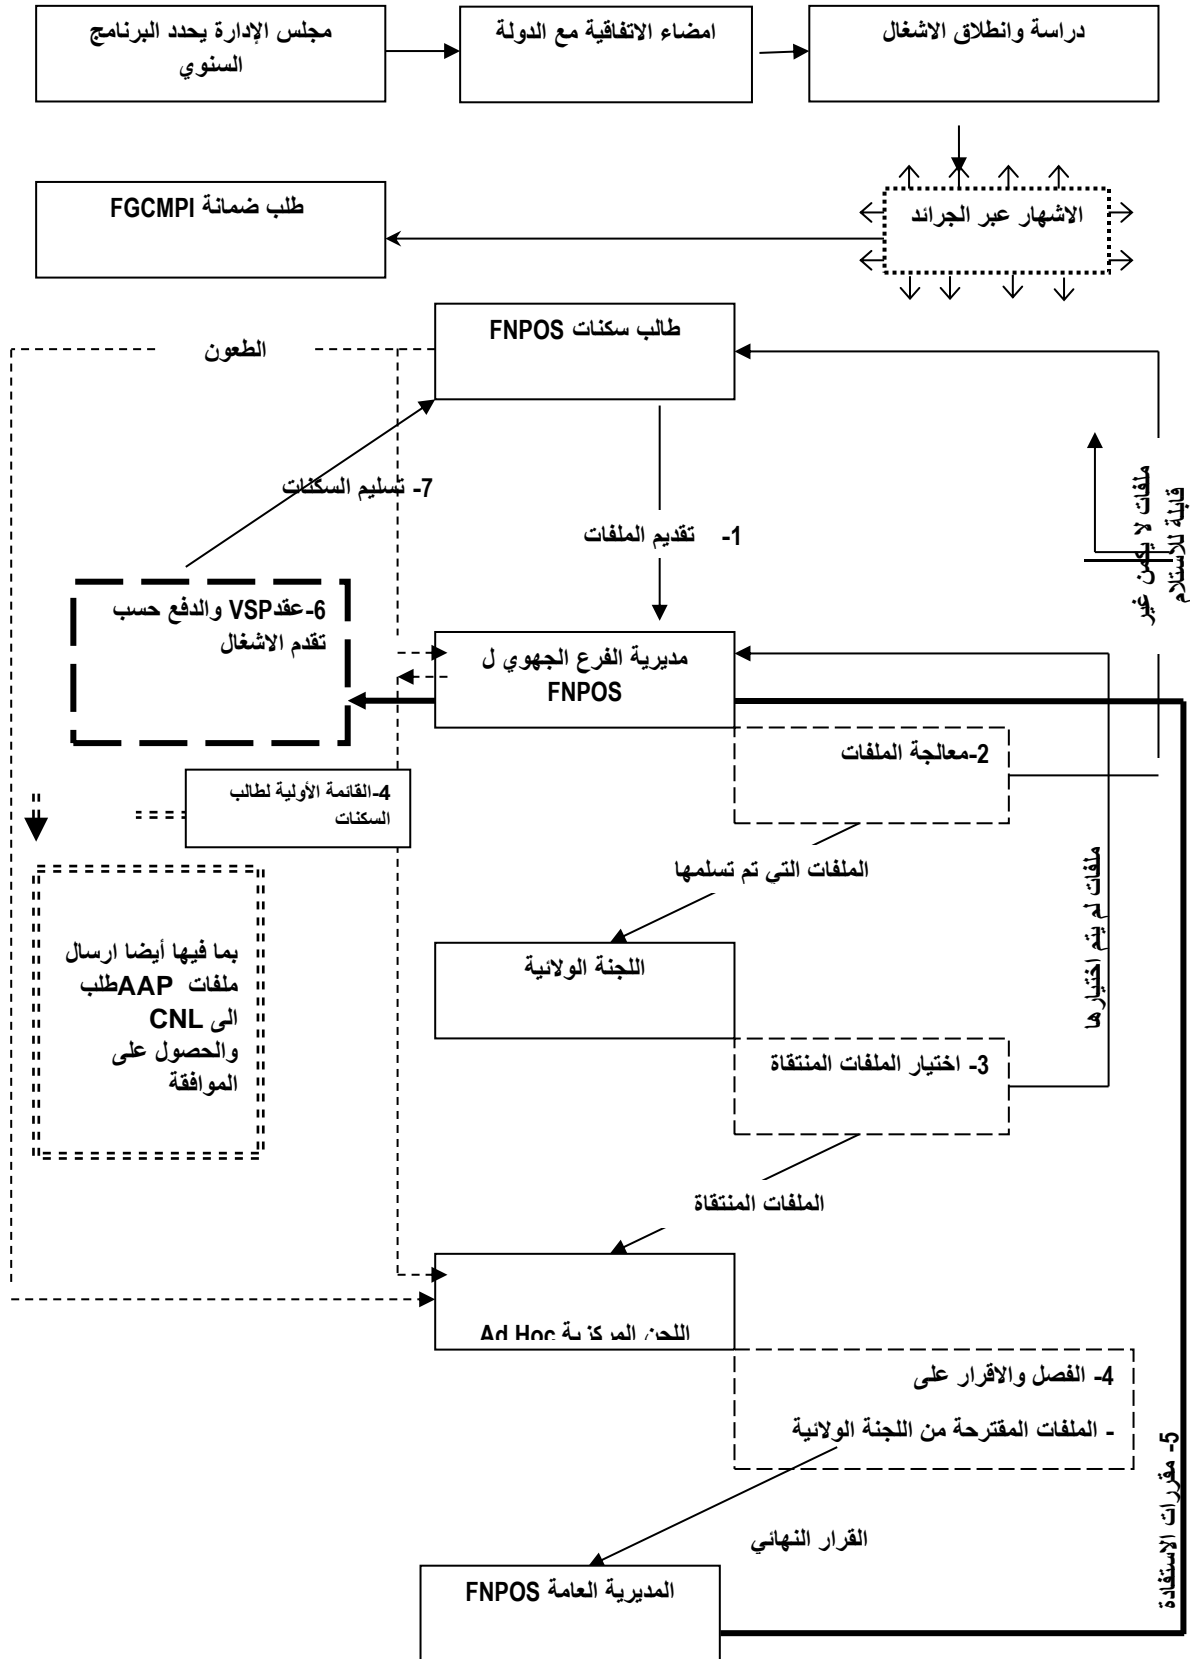 مجلس الإدارة يحدد البرنامج
السنوي
امضاء الاتفاقية مع الدولة
دراسة وانطلاق الاشغال
طلب ضمانة FGCMPI
الاشهار عبر الجرائد
طالب سكنات FNPOS
الطعون
7- تسليم السكنات
1- تقديم الملفات
ملفات لا يكمن غير
قابلة للاستلام
6-عقدVSP والدفع حسب
تقدم الاشغال
مديرية الفرع الجهوي ل
FNPOS
2-معالجة الملفات
4-القائمة الأولية لطالب
السكنات
الملفات التي تم تسلمها
ملفات لم يتم اختيارها
بما فيها أيضا ارسال
ملفات AAPطلب
الى CNL
والحصول على
الموافقة
اللجنة الولائية
3- اختيار الملفات المنتقاة
الملفات المنتقاة
اللجن المركزية Ad Hoc
4- الفصل والاقرار على
- الملفات المقترحة من اللجنة الولائية
5- مقررات الاستفادة
القرار النهائي
المديرية العامة FNPOS